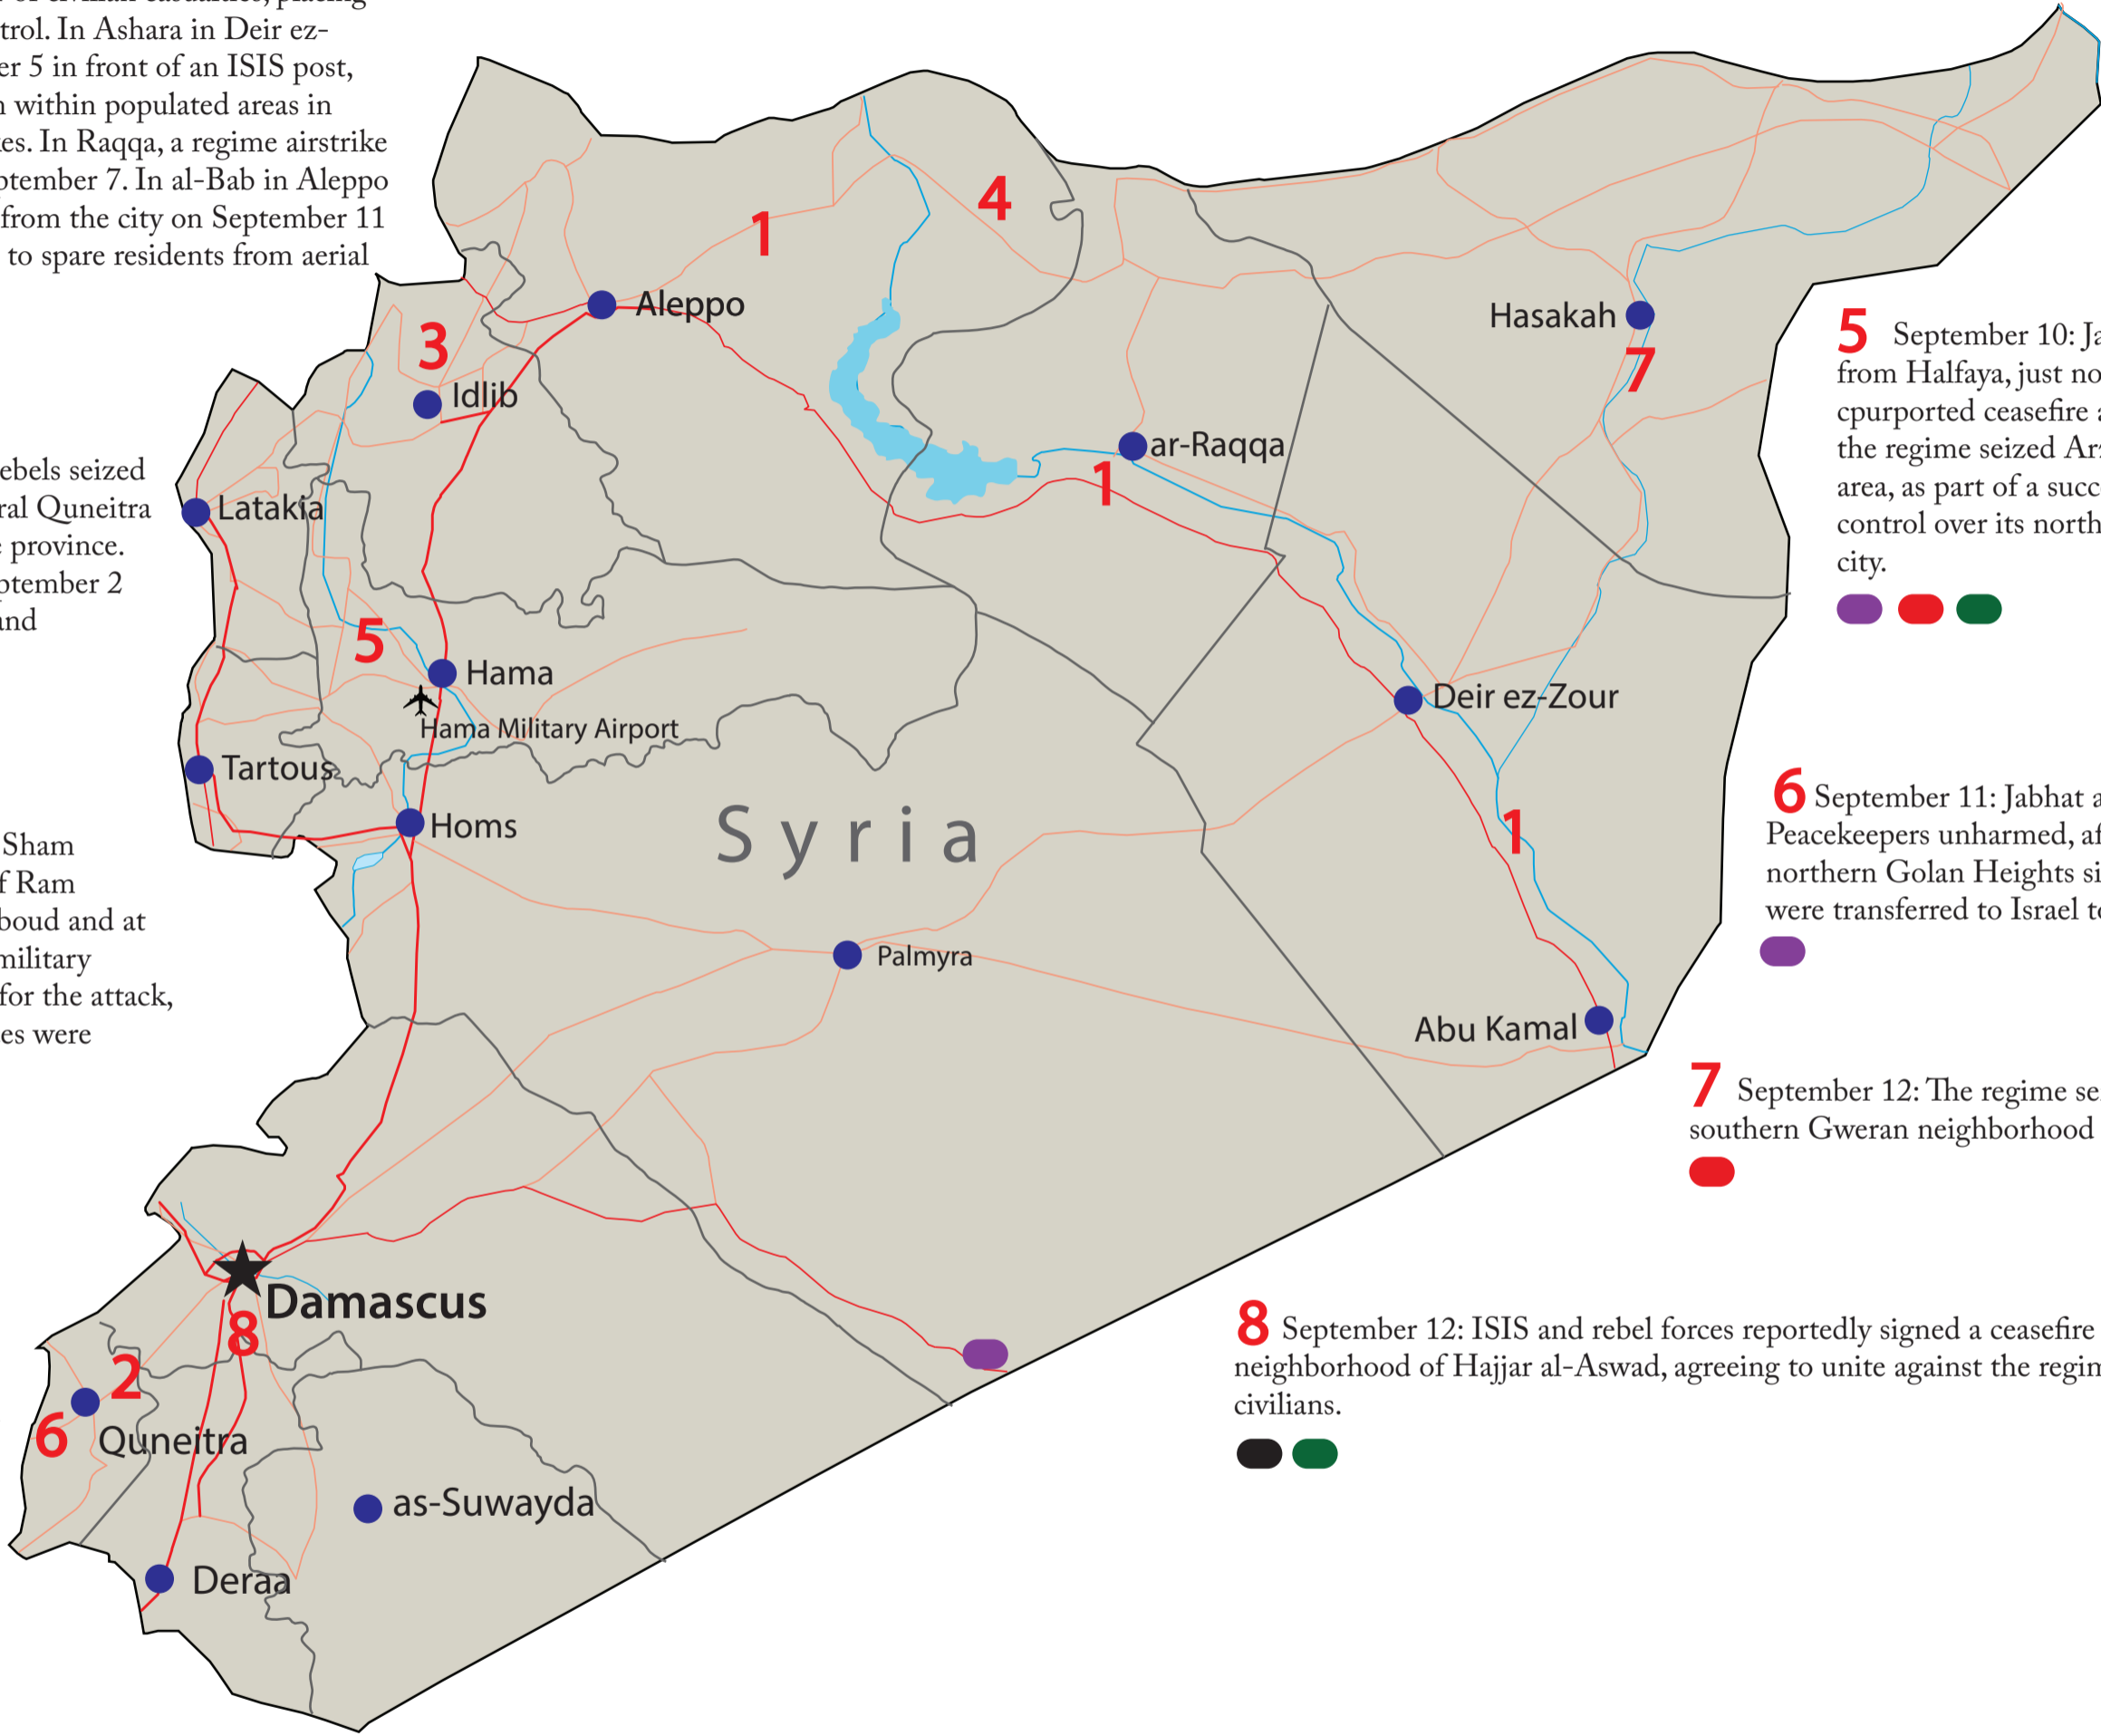 of civilian casualties, placing
trol. In Ashara in Deir ez-
er 5 in front of an ISIS post,
n within populated areas in
es. In Raqqa, a regime airstrike
ptember 7. In al-Bab in Aleppo
from the city on September 11
to spare residents from aerial
ebels seized
ral Quneitra
e province.
ptember 2
and
Sham
f Ram
boud and at
military
for the attack,
es were
1
4
Aleppo
3
Idlib
Hasakah
7
ar-Raqqa
1
Latakia
5
Hama
Hama Military Airport
Deir ez-Zour
Tartous
Homs
Syria
1
Palmyra
Abu Kamal
Damascus
8
2
6
Quneitra
as-Suwayda
Deraa
5 September 10: Ja
from Halfaya, just no
cpurported ceasefire a
the regime seized Arz
area, as part of a succ
control over its north
city.
6 September 11: Jabhat a
Peacekeepers unharmed, af
northern Golan Heights si
were transferred to Israel to
7 September 12: The regime se
southern Gweran neighborhood
8 September 12: ISIS and rebel forces reportedly signed a ceasefire
neighborhood of Hajjar al-Aswad, agreeing to unite against the regim
civilians.